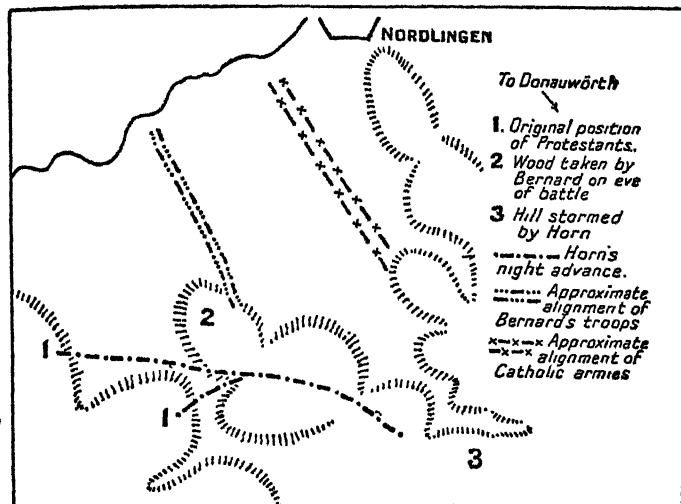 NORDLINGEN
To Donauwörth
1. Original position
of Protestants.
2 Wood taken by
Bernard on eve
of battle
3 Hill stormed
by Horn
Horn's
night advance.
Approximate
alignment of
Bernard's troops
Approximate
alignment of
Catholic armies
2
1
1
3